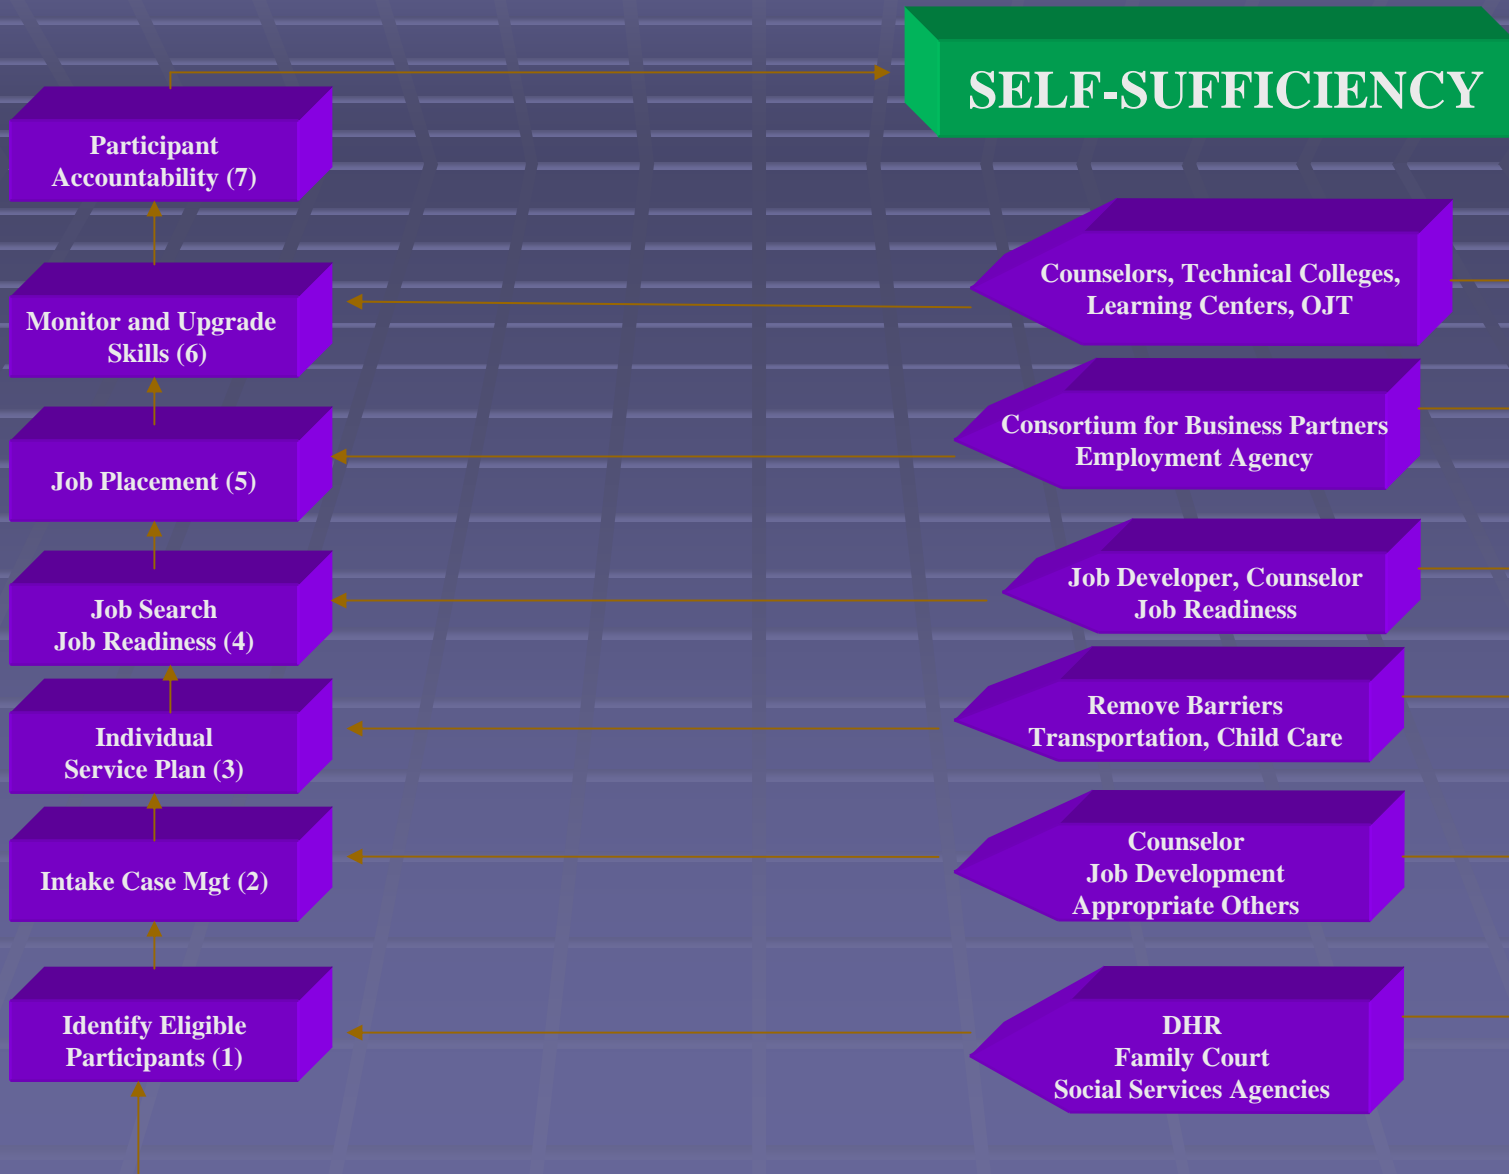 SELF-SUFFICIENCY
Participant
Accountability (7)
Counselors, Technical Colleges,
Learning Centers, OJT
Monitor and Upgrade
Skills (6)
Consortium for Business Partners
Employment Agency
Job Placement (5)
Job Developer, Counselor
Job Readiness
Job Search
Job Readiness (4)
Remove Barriers
Transportation, Child Care
Individual
Service Plan (3)
Counselor
Job Development
Appropriate Others
Intake Case Mgt (2)
DHR
Family Court
Social Services Agencies
Identify Eligible
Participants (1)